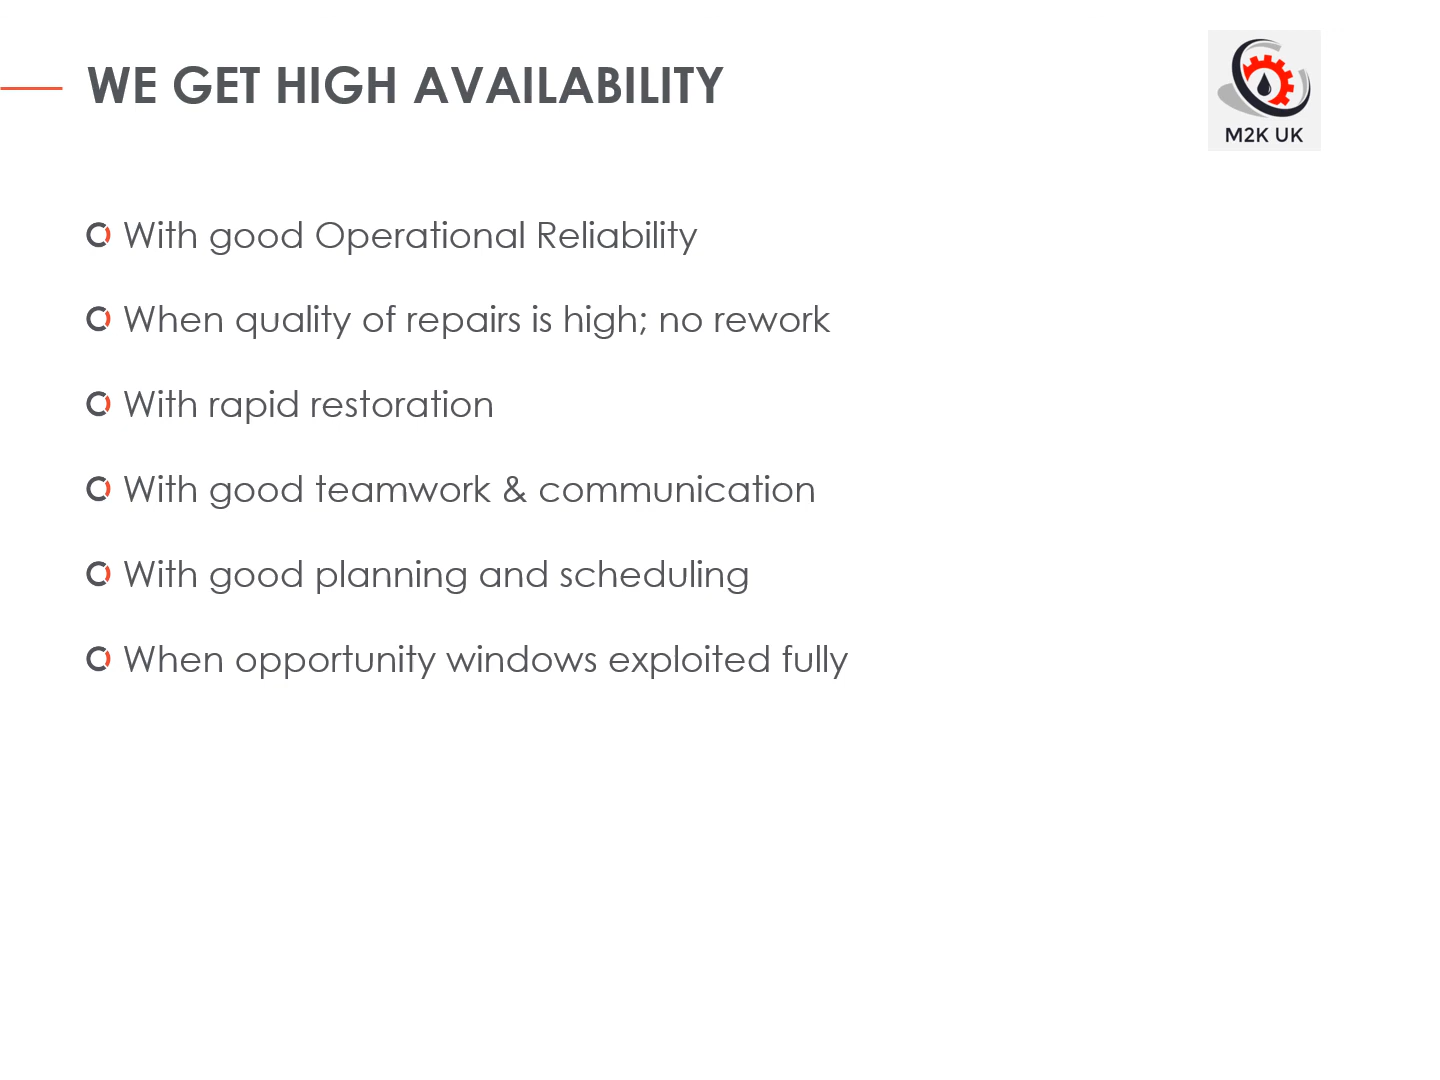 WE GET HIGH AVAILABILITY
M2K UK
With good Operational Reliability
When quality of repairs is high; no rework
With rapid restoration
With good teamwork & communication
With good planning and scheduling
When opportunity windows exploited fully